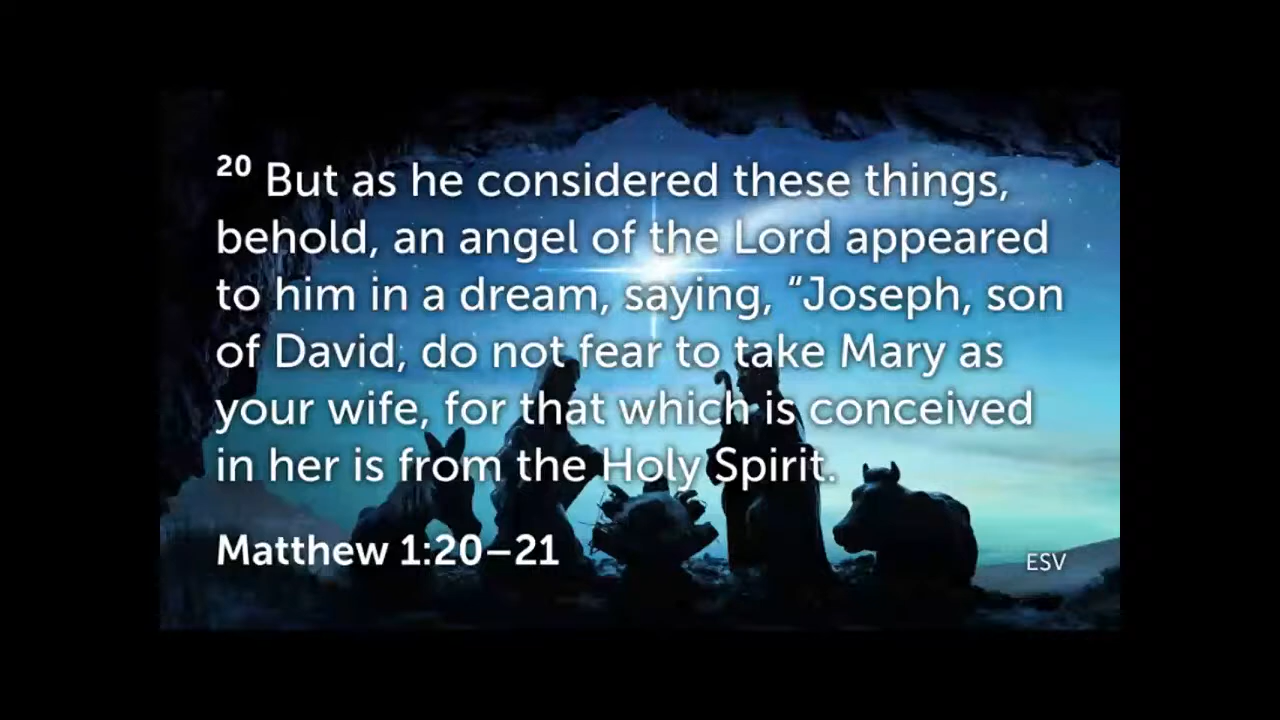 20 But as he considered these things,
behold, an angel of the Lord appeared
to him in a dream, saying, “Joseph, son
of David, do not fear to take Mary as
your wife, for that which is conceived
in her is from the Holy Spirit.
Matthew 1:20–21
ESV